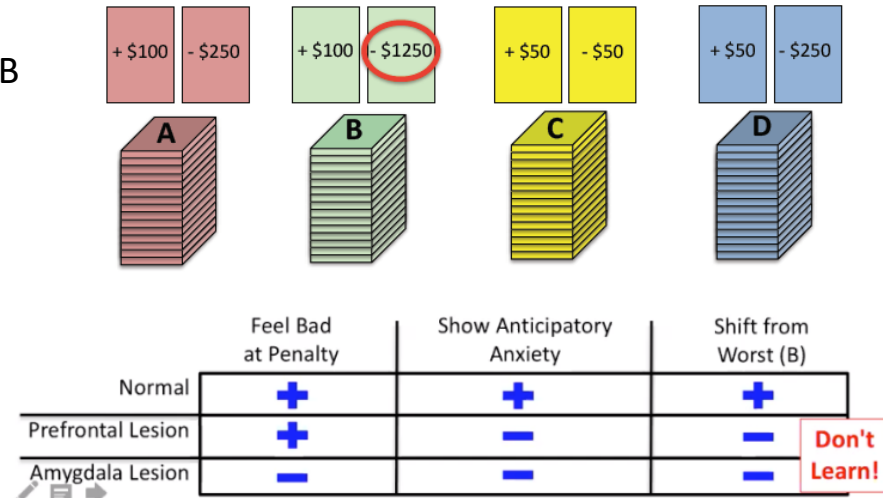 B
+ $100 - $250 + $100 - $1250 + $50 - $50 + $50 - $250
A B C D
Feel Bad Show Anticipatory Shift from
at Penalty Anxiety Worst (B)
Normal + + +
Prefrontal Lesion + - -
Amygdala Lesion - - -
Don't
Learn!